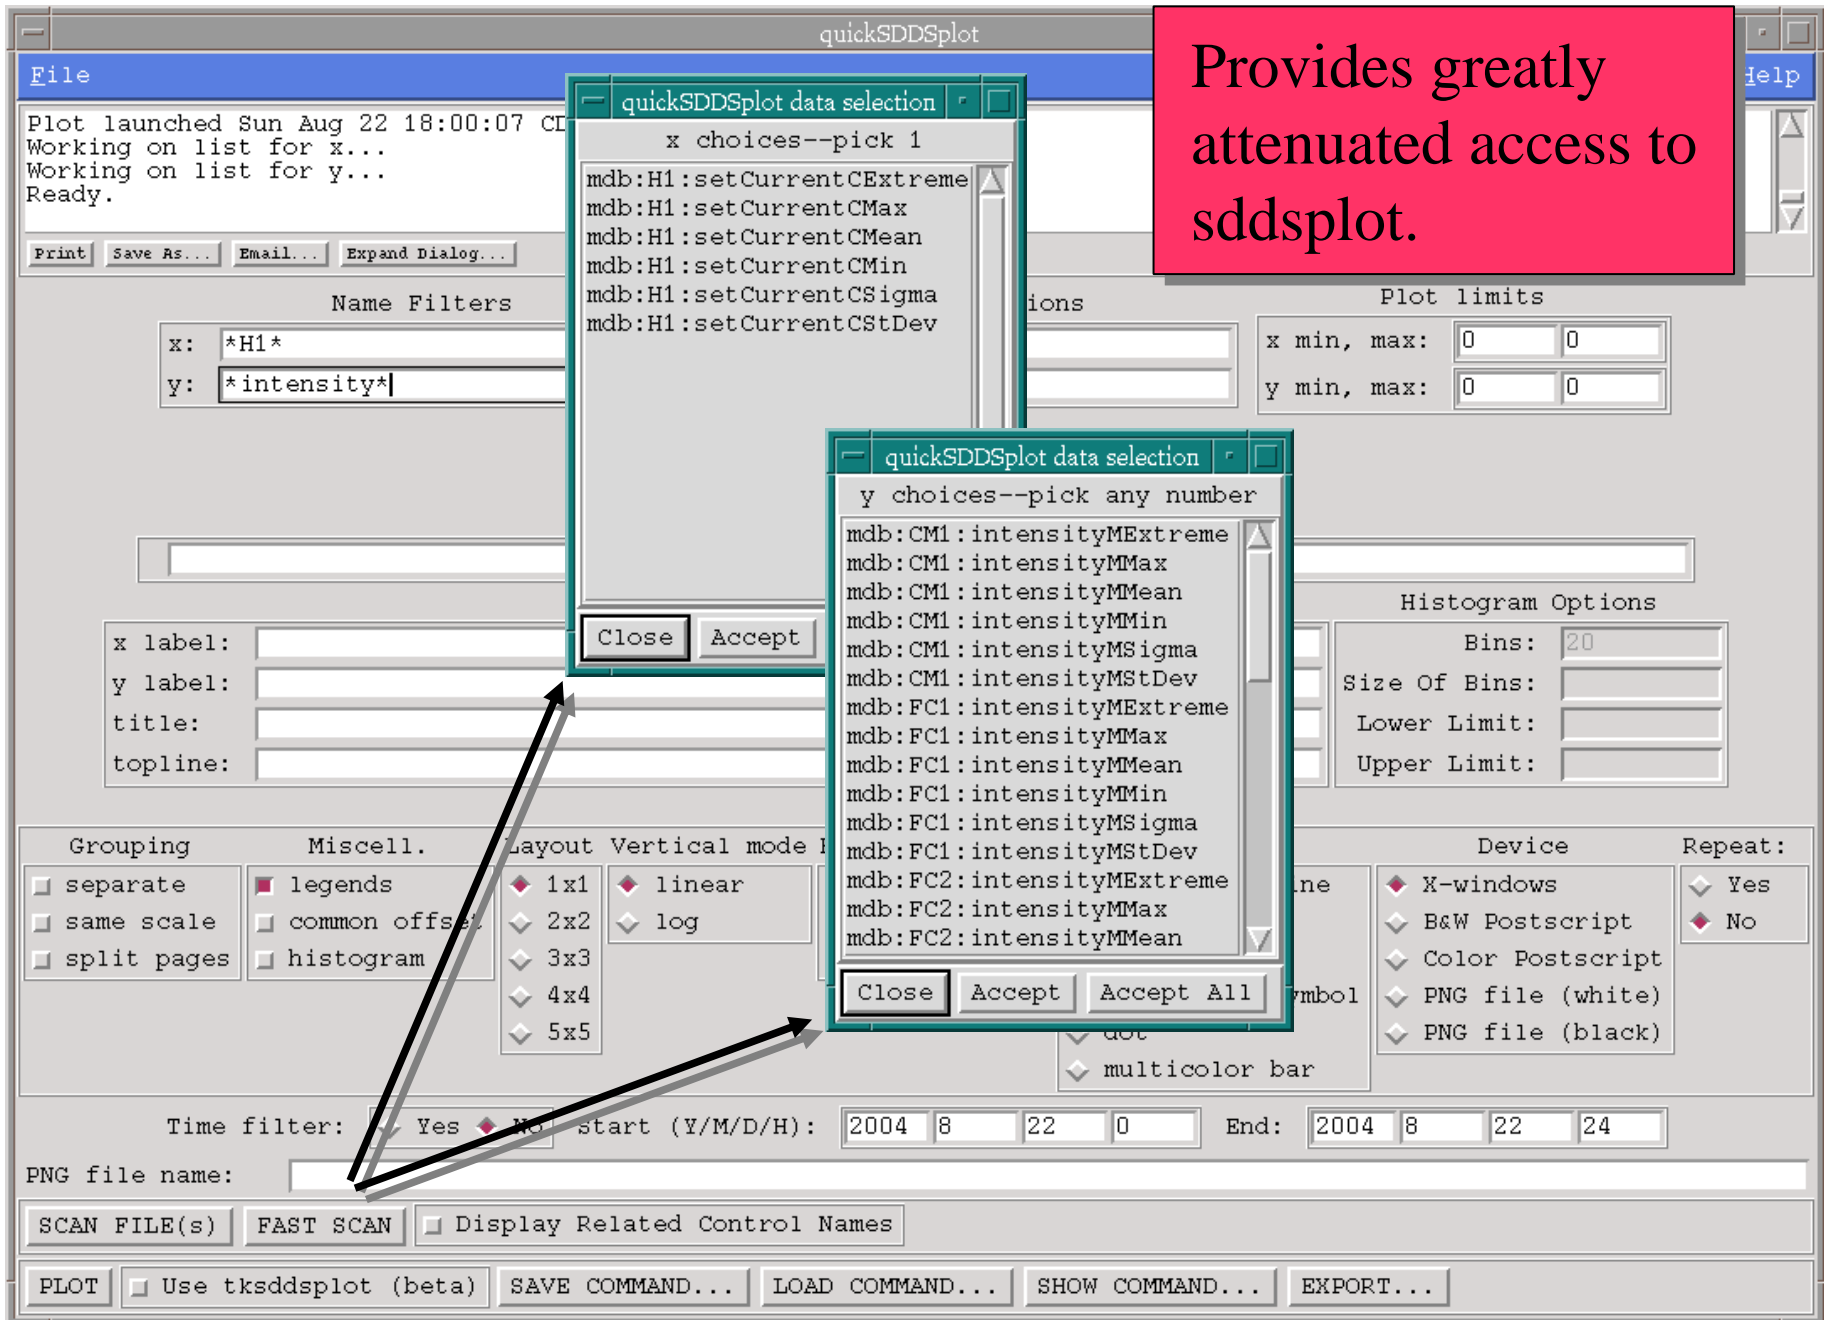 quickSDDSplot
File
Help
Provides greatly
attenuated access to
sddsplot.
Plot launched Sun Aug 22 18:00:07 CD
Working on list for x...
Working on list for y...
Ready.
Print Save As... Email... Expand Dialog...
quickSDDSplot data selection
x choices--pick 1
mdb:H1:setCurrentCExtreme
mdb:H1:setCurrentCMax
mdb:H1:setCurrentCMean
mdb:H1:setCurrentCMin
mdb:H1:setCurrentCSigma
mdb:H1:setCurrentCStDev
Close Accept
Name Filters
x: *H1*
y: *intensity*
ions
Plot limits
x min, max: 0 0
y min, max: 0 0
quickSDDSplot data selection
y choices--pick any number
mdb:CM1:intensityMExtreme
mdb:CM1:intensityMMax
mdb:CM1:intensityMMean
mdb:CM1:intensityMMin
mdb:CM1:intensityMSigma
mdb:CM1:intensityMStDev
mdb:FC1:intensityMExtreme
mdb:FC1:intensityMMax
mdb:FC1:intensityMMean
mdb:FC1:intensityMMin
mdb:FC1:intensityMSigma
mdb:FC1:intensityMStDev
mdb:FC2:intensityMExtreme
mdb:FC2:intensityMMax
mdb:FC2:intensityMMean
Close Accept Accept All
x label:
y label:
title:
topline:
Histogram Options
Bins: 20
Size Of Bins:
Lower Limit:
Upper Limit:
Grouping
separate
same scale
split pages
Miscell.
legends
common offset
histogram
Layout
1x1
2x2
3x3
4x4
5x5
Vertical mode
linear
log
ine
ymbol
dot
multicolor bar
Device
X-windows
B&W Postscript
Color Postscript
PNG file (white)
PNG file (black)
Repeat:
Yes
No
Time filter: Yes No Start (Y/M/D/H): 2004 8 22 0 End: 2004 8 22 24
PNG file name:
SCAN FILE(s) FAST SCAN Display Related Control Names
PLOT Use tksddsplot (beta) SAVE COMMAND... LOAD COMMAND... SHOW COMMAND... EXPORT...